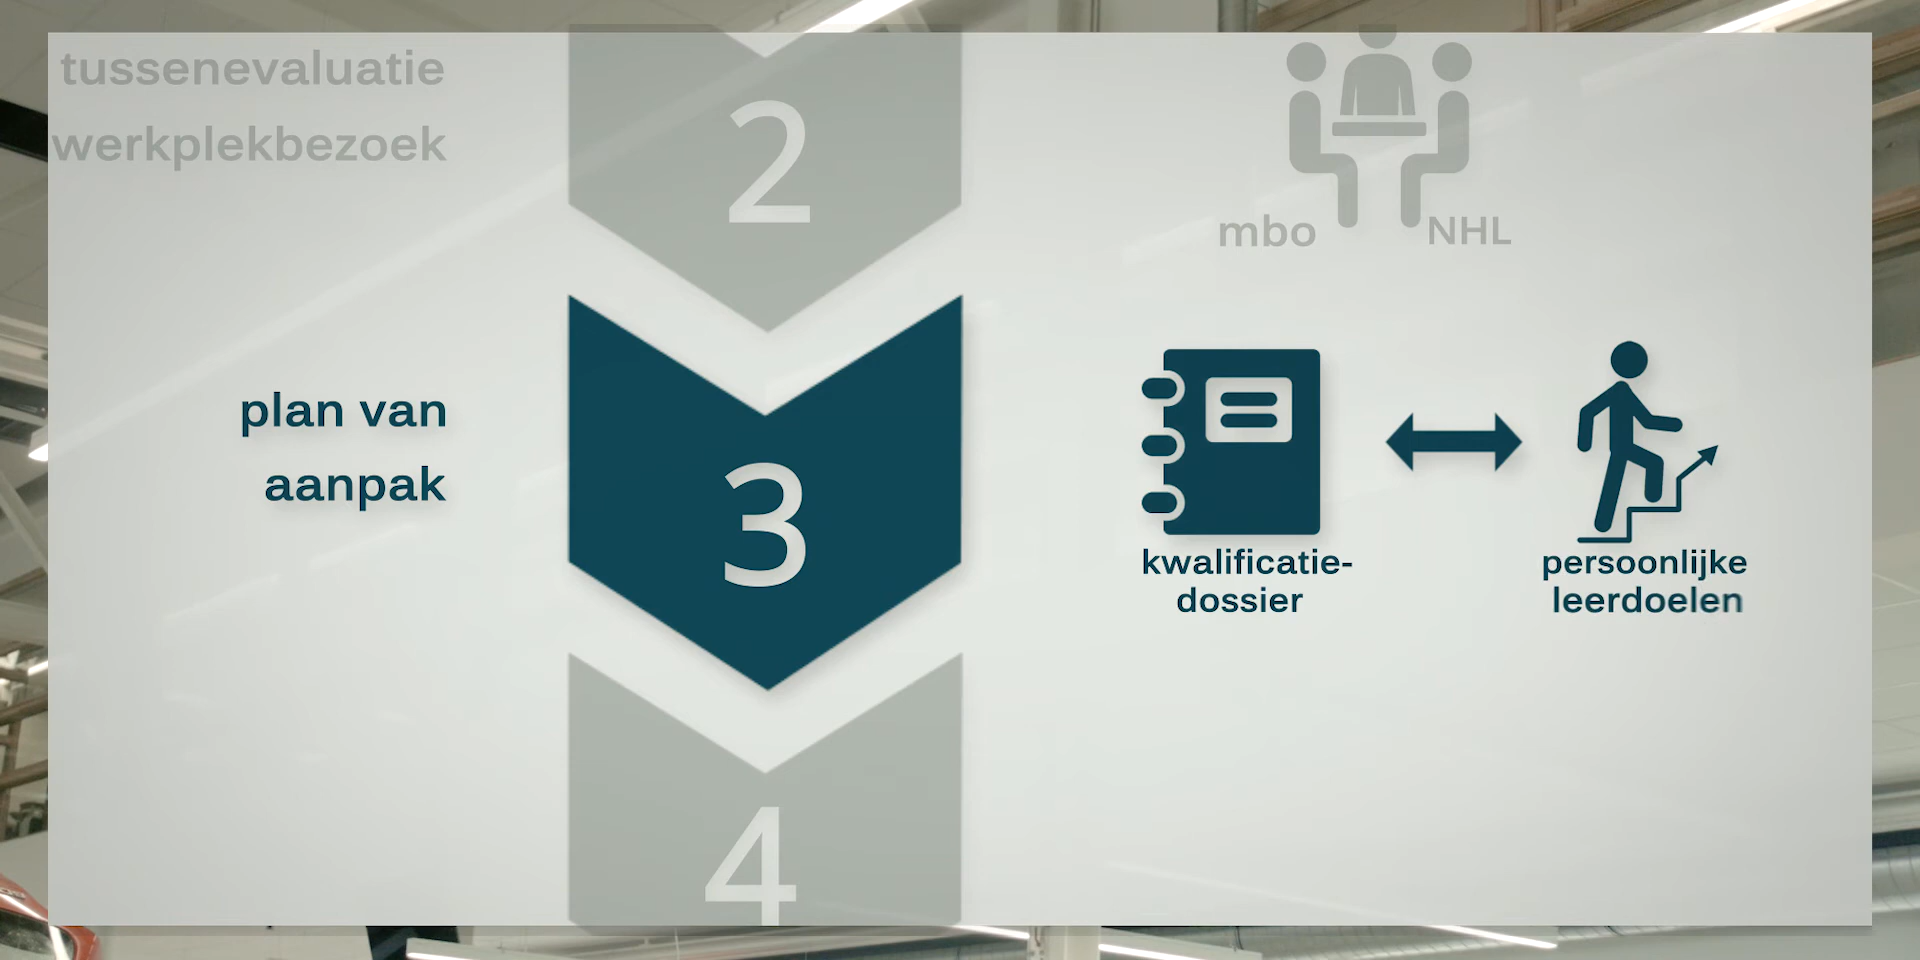 tussenevaluatie
werkplekbezoek
2
mbo
NHL
plan van
aanpak
3
kwalificatie-
dossier
persoonlijke
leerdoelen
4